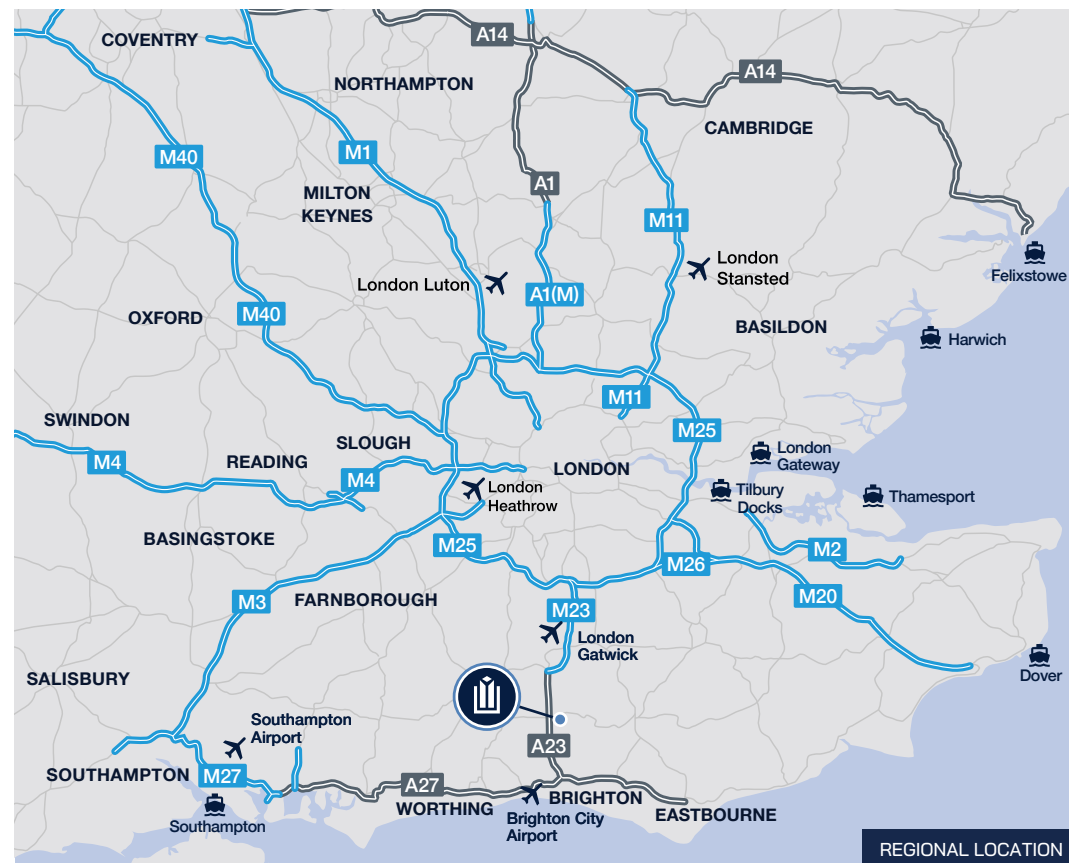 A14
COVENTRY
NORTHAMPTON
A14
CAMBRIDGE
M40
M1
A1
MILTON
KEYNES
M11
London
Stansted
Felixstowe
London Luton
A1(M)
OXFORD
M40
BASILDON
Harwich
M11
SWINDON
M25
SLOUGH
M4
READING
M4
LONDON
London
Gateway
London
Heathrow
Tilbury
Docks
Thamesport
BASINGSTOKE
M25
M2
M26
M3
FARNBOROUGH
M23
M20
London
Gatwick
SALISBURY
Dover
Southampton
Airport
A23
SOUTHAMPTON
M27
A27
WORTHING
BRIGHTON
EASTBOURNE
Southampton
Brighton City
Airport
REGIONAL LOCATION